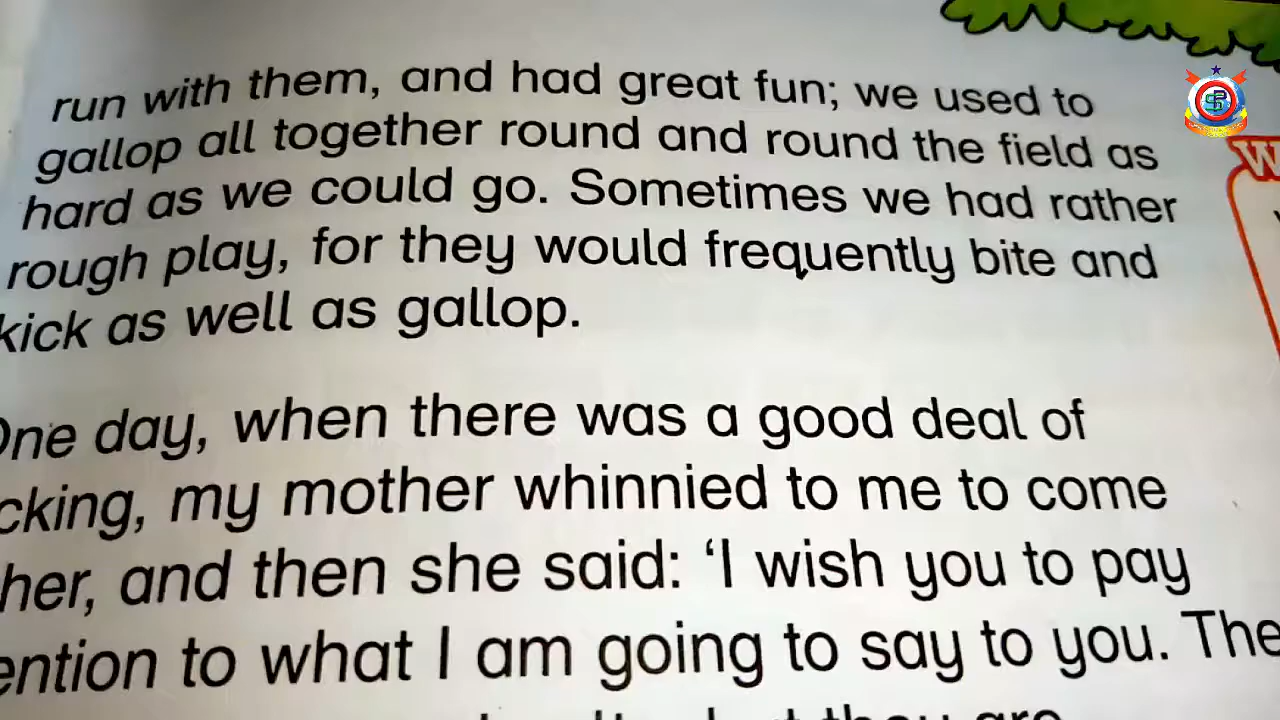 run with them, and had great fun; we used to
gallop all together round and round the field as
hard as we could go. Sometimes we had rather
rough play, for they would frequently bite and
kick as well as gallop.
One day, when there was a good deal of
cking, my mother whinnied to me to come
her, and then she said: ‘I wish you to pay
ention to what I am going to say to you. The
but they are
W